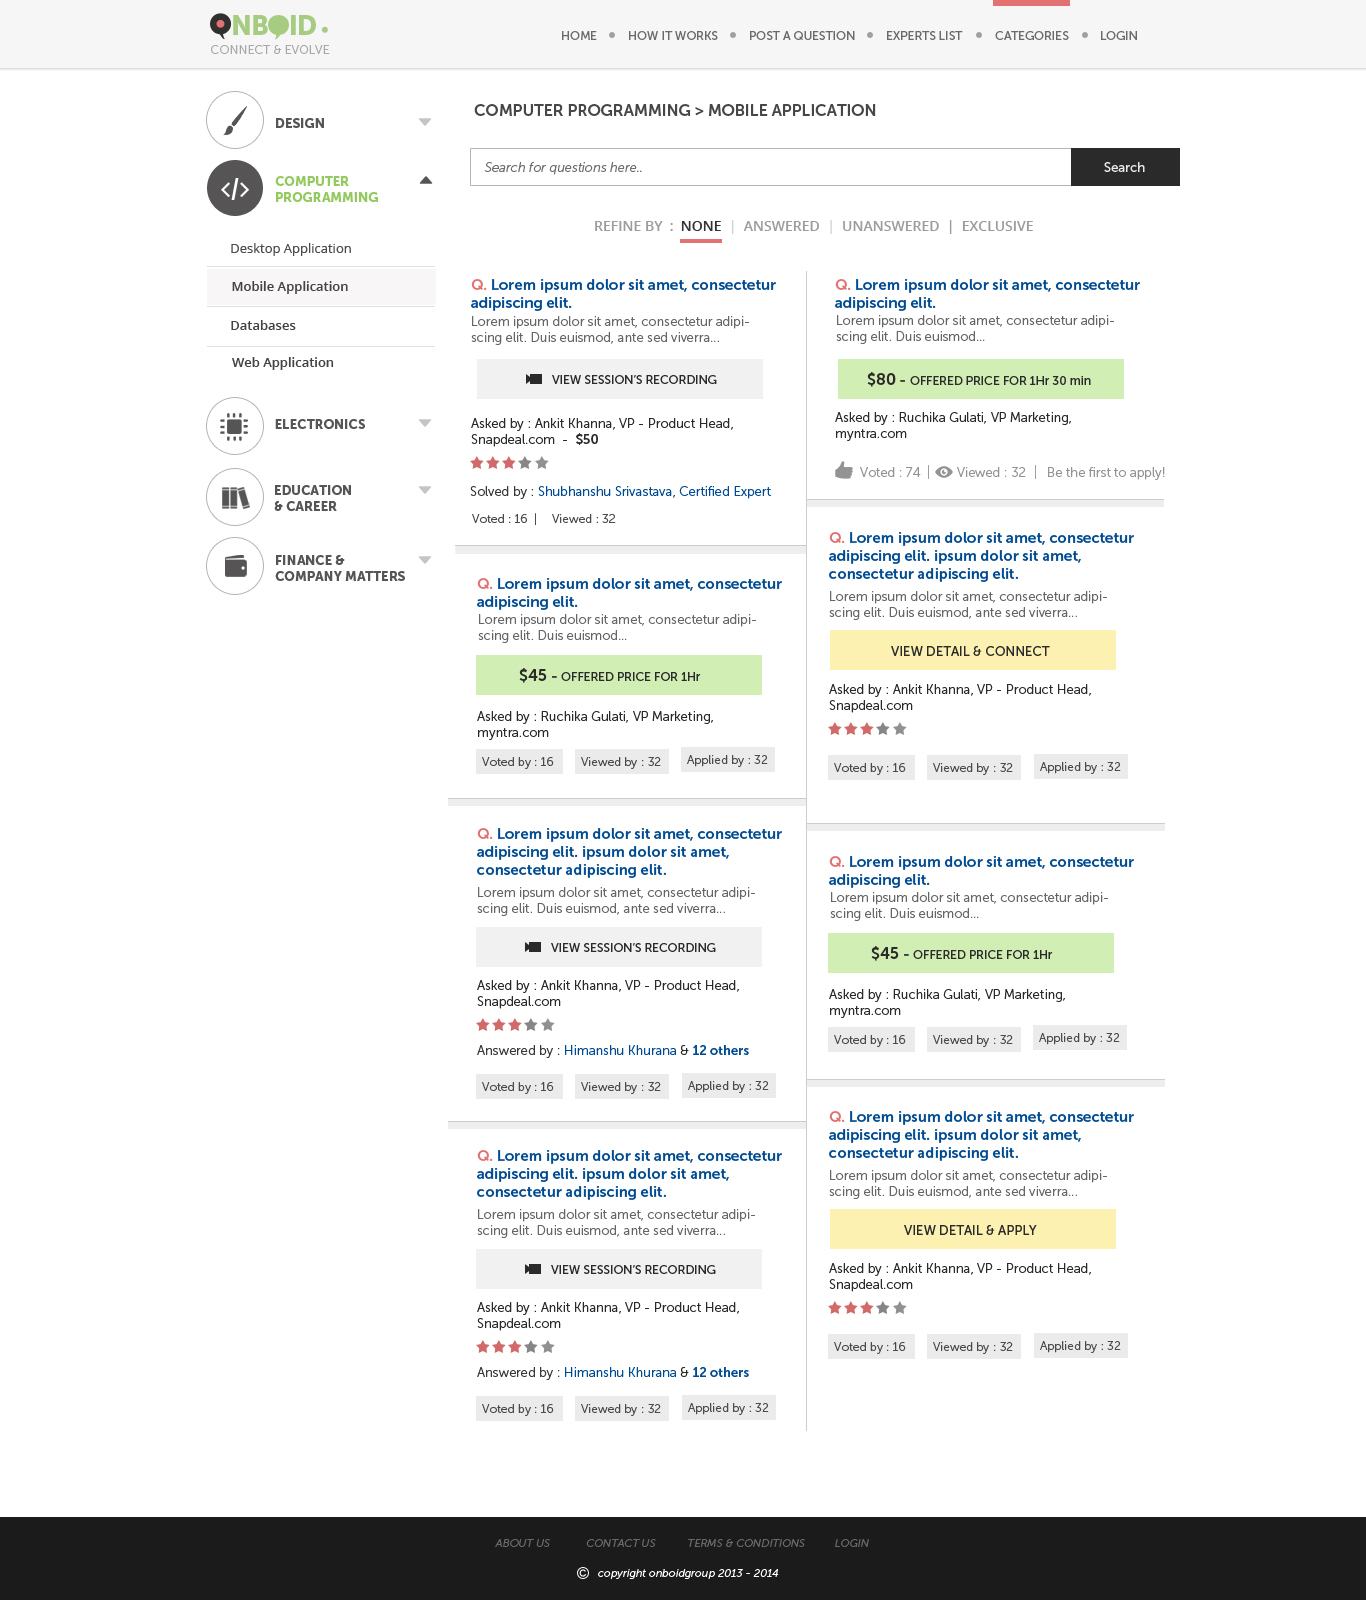 ONBOID.
CONNECT & EVOLVE
HOME • HOW IT WORKS • POST A QUESTION • EXPERTS LIST • CATEGORIES • LOGIN
DESIGN
COMPUTER
PROGRAMMING
Desktop Application
Mobile Application
Databases
Web Application
ELECTRONICS
EDUCATION
& CAREER
FINANCE &
COMPANY MATTERS
COMPUTER PROGRAMMING > MOBILE APPLICATION
Search for questions here..
Search
REFINE BY : NONE | ANSWERED | UNANSWERED | EXCLUSIVE
Q. Lorem ipsum dolor sit amet, consectetur
adipiscing elit.
Lorem ipsum dolor sit amet, consectetur adipi-
scing elit. Duis euismod, ante sed viverra...
VIEW SESSION'S RECORDING
Asked by : Ankit Khanna, VP - Product Head,
Snapdeal.com - $50
Solved by : Shubhanshu Srivastava, Certified Expert
Voted : 16 | Viewed : 32
Q. Lorem ipsum dolor sit amet, consectetur
adipiscing elit.
Lorem ipsum dolor sit amet, consectetur adipi-
scing elit. Duis euismod...
$45 - OFFERED PRICE FOR 1Hr
Asked by : Ruchika Gulati, VP Marketing,
myntra.com
Voted by : 16 Viewed by : 32 Applied by : 32
Q. Lorem ipsum dolor sit amet, consectetur
adipiscing elit. ipsum dolor sit amet,
consectetur adipiscing elit.
Lorem ipsum dolor sit amet, consectetur adipi-
scing elit. Duis euismod, ante sed viverra...
VIEW SESSION'S RECORDING
Asked by : Ankit Khanna, VP - Product Head,
Snapdeal.com
Answered by : Himanshu Khurana & 12 others
Voted by : 16 Viewed by : 32 Applied by : 32
Q. Lorem ipsum dolor sit amet, consectetur
adipiscing elit. ipsum dolor sit amet,
consectetur adipiscing elit.
Lorem ipsum dolor sit amet, consectetur adipi-
scing elit. Duis euismod, ante sed viverra...
VIEW SESSION'S RECORDING
Asked by : Ankit Khanna, VP - Product Head,
Snapdeal.com
Answered by : Himanshu Khurana & 12 others
Voted by : 16 Viewed by : 32 Applied by : 32
Q. Lorem ipsum dolor sit amet, consectetur
adipiscing elit.
Lorem ipsum dolor sit amet, consectetur adipi-
scing elit. Duis euismod...
$80 - OFFERED PRICE FOR 1Hr 30 min
Asked by : Ruchika Gulati, VP Marketing,
myntra.com
Voted : 74 | Viewed : 32 | Be the first to apply!
Q. Lorem ipsum dolor sit amet, consectetur
adipiscing elit. ipsum dolor sit amet,
consectetur adipiscing elit.
Lorem ipsum dolor sit amet, consectetur adipi-
scing elit. Duis euismod, ante sed viverra...
VIEW DETAIL & CONNECT
Asked by : Ankit Khanna, VP - Product Head,
Snapdeal.com
Voted by : 16 Viewed by : 32 Applied by : 32
Q. Lorem ipsum dolor sit amet, consectetur
adipiscing elit.
Lorem ipsum dolor sit amet, consectetur adipi-
scing elit. Duis euismod...
$45 - OFFERED PRICE FOR 1Hr
Asked by : Ruchika Gulati, VP Marketing,
myntra.com
Voted by : 16 Viewed by : 32 Applied by : 32
Q. Lorem ipsum dolor sit amet, consectetur
adipiscing elit. ipsum dolor sit amet,
consectetur adipiscing elit.
Lorem ipsum dolor sit amet, consectetur adipi-
scing elit. Duis euismod, ante sed viverra...
VIEW DETAIL & APPLY
Asked by : Ankit Khanna, VP - Product Head,
Snapdeal.com
Voted by : 16 Viewed by : 32 Applied by : 32
ABOUT US CONTACT US TERMS & CONDITIONS LOGIN
© copyright onboidgroup 2013 - 2014